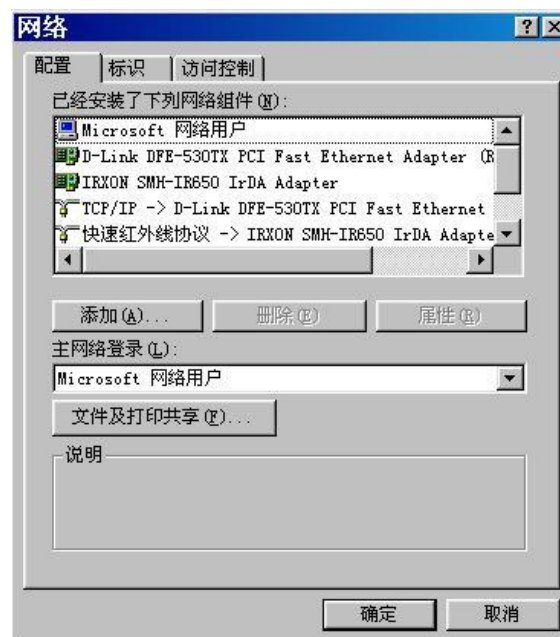 网络
配置 标识 访问控制
已经安装了下列网络组件(N):
Microsoft 网络用户
D-Link DFE-530TX PCI Fast Ethernet Adapter (R
IRXON SMH-IR650 IrDA Adapter
TCP/IP -> D-Link DFE-530TX PCI Fast Ethernet
快速红外线协议 -> IRXON SMH-IR650 IrDA Adapte
添加(A)... 删除(E) 属性(R)
主网络登录(L):
Microsoft 网络用户
文件及打印共享(F)...
说明
确定 取消